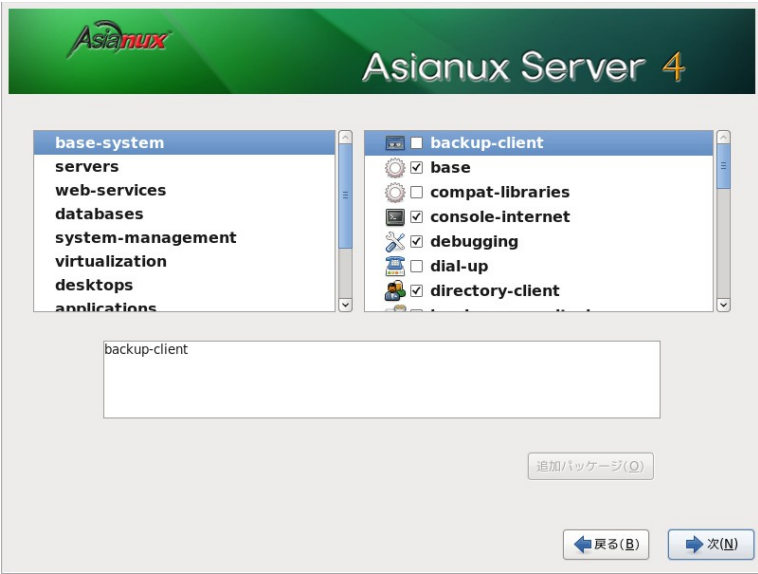 Asianux
Asianux Server 4
base-system
servers
web-services
databases
system-management
virtualization
desktops
applications
backup-client
base
compat-libraries
console-internet
debugging
dial-up
directory-client
backup-client
追加パッケージ(O)
戻る(B)
次(N)